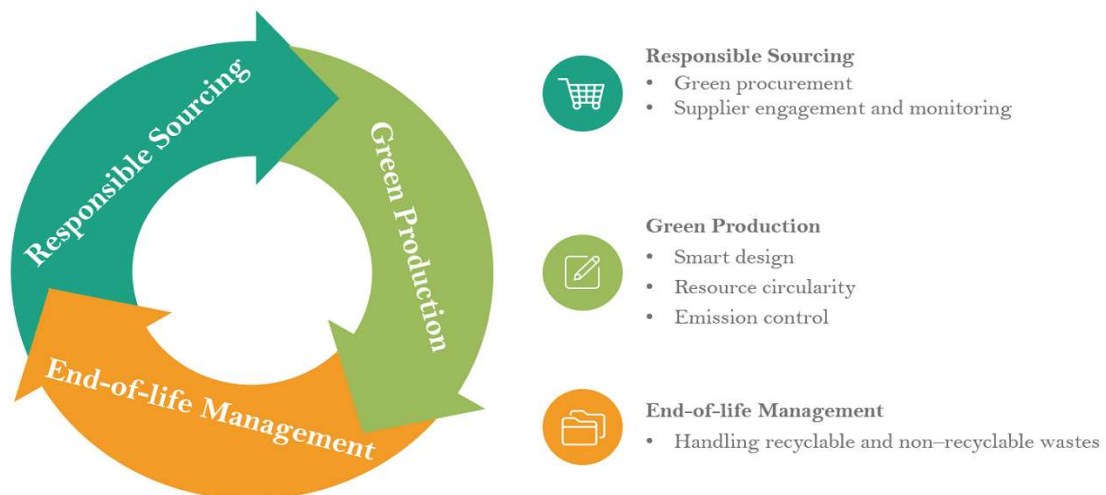 Responsible Sourcing
Green Production
End-of-life Management
Responsible Sourcing
• Green procurement
• Supplier engagement and monitoring
Green Production
• Smart design
• Resource circularity
• Emission control
End-of-life Management
• Handling recyclable and non–recyclable wastes